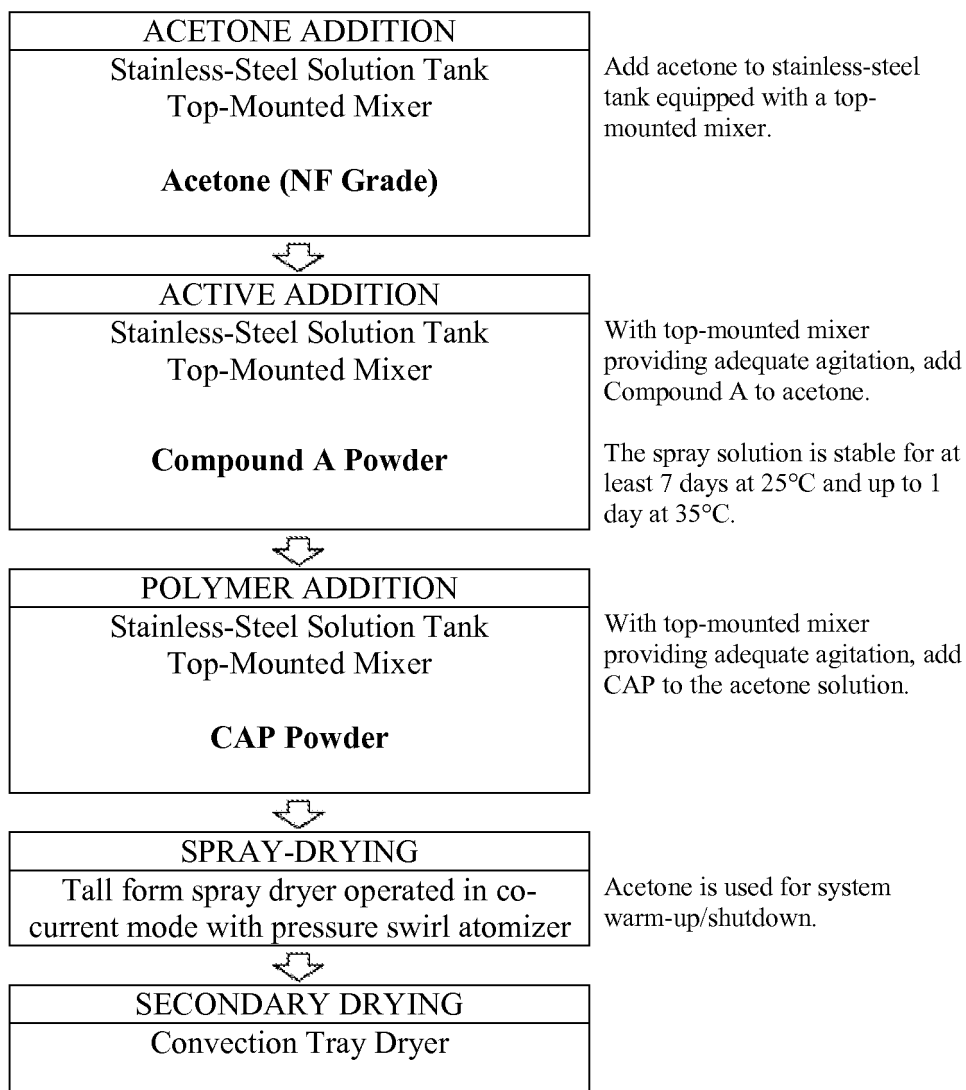 ACETONE ADDITION
Stainless-Steel Solution Tank
Top-Mounted Mixer
Acetone (NF Grade)
Add acetone to stainless-steel
tank equipped with a top-
mounted mixer.
ACTIVE ADDITION
Stainless-Steel Solution Tank
Top-Mounted Mixer
Compound A Powder
With top-mounted mixer
providing adequate agitation, add
Compound A to acetone.
The spray solution is stable for at
least 7 days at 25°C and up to 1
day at 35°C.
POLYMER ADDITION
Stainless-Steel Solution Tank
Top-Mounted Mixer
CAP Powder
With top-mounted mixer
providing adequate agitation, add
CAP to the acetone solution.
SPRAY-DRYING
Tall form spray dryer operated in co-
current mode with pressure swirl atomizer
Acetone is used for system
warm-up/shutdown.
SECONDARY DRYING
Convection Tray Dryer